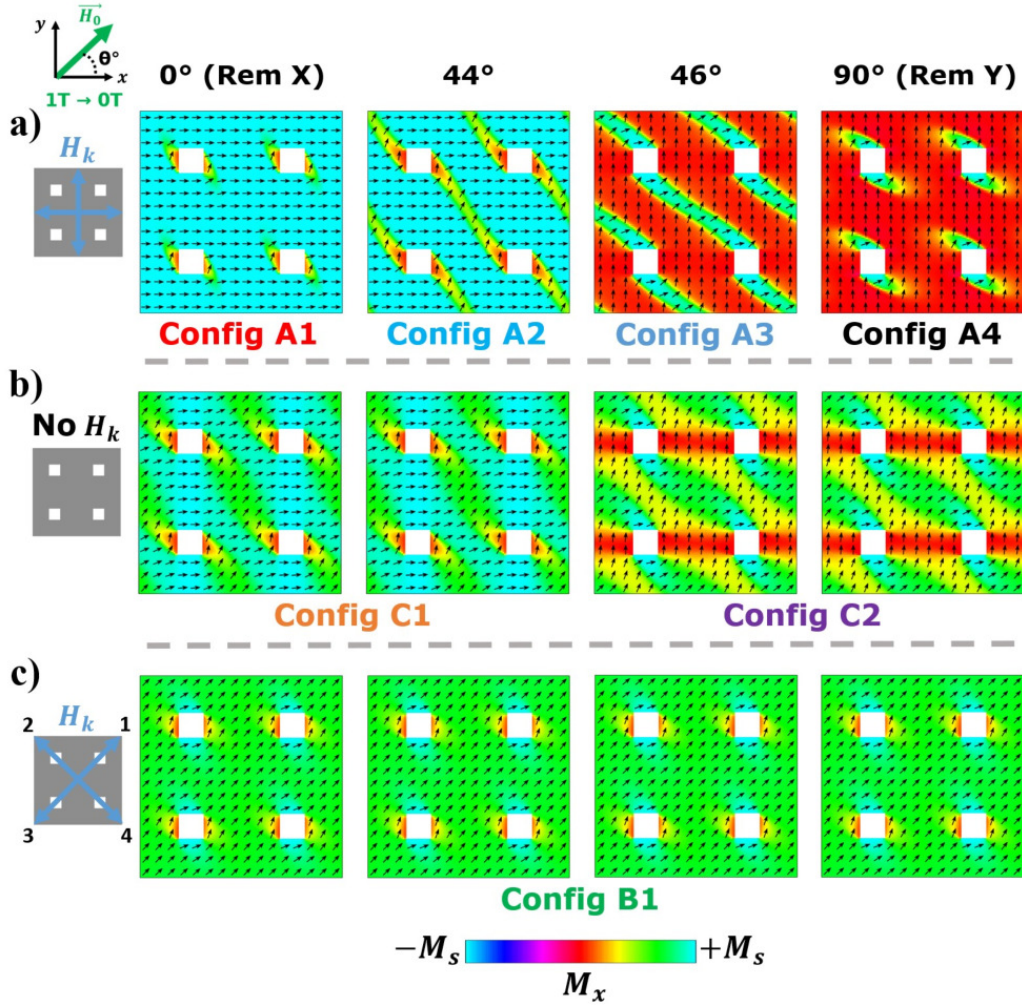 y
H₀
θ°
x
1T → 0T
0° (Rem X) 44° 46° 90° (Rem Y)
a)
Hₖ
Config A1 Config A2 Config A3 Config A4
b)
No Hₖ
Config C1 Config C2
c)
2 Hₖ 1
3 4
Config B1
−Mₛ +Mₛ
Mₓ